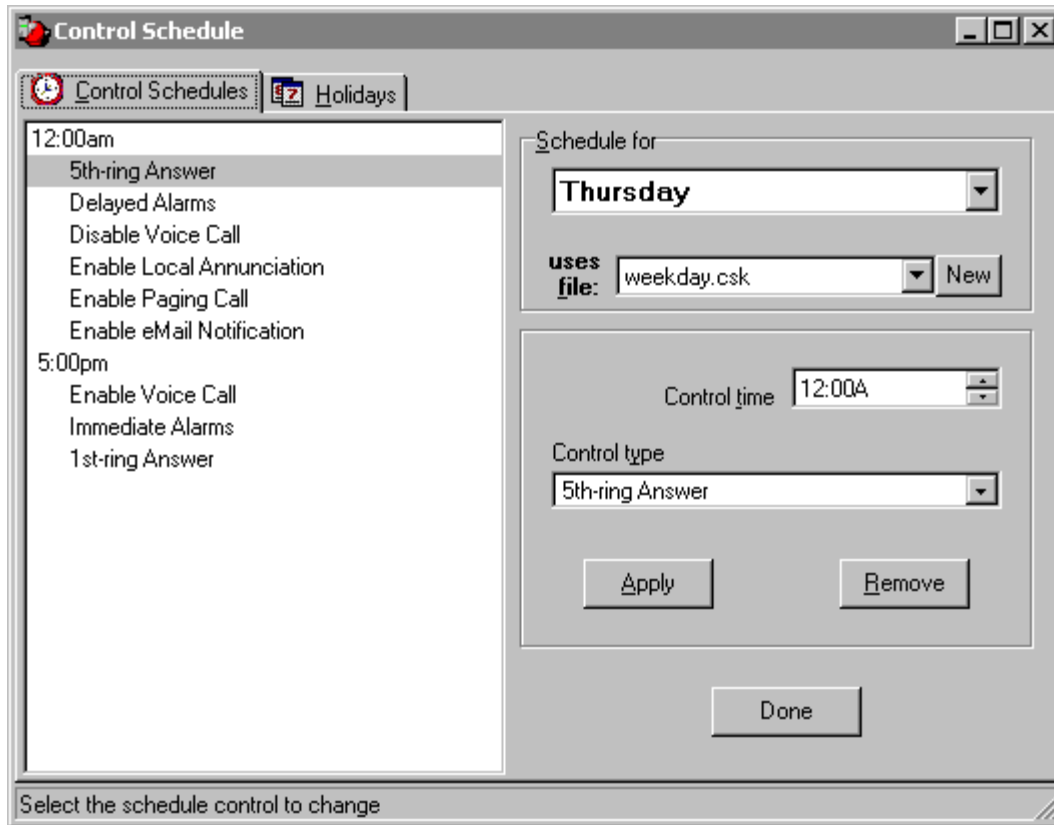 Control Schedule
Control Schedules
Holidays
12:00am
5th-ring Answer
Delayed Alarms
Disable Voice Call
Enable Local Annunciation
Enable Paging Call
Enable eMail Notification
5:00pm
Enable Voice Call
Immediate Alarms
1st-ring Answer
Schedule for
Thursday
uses
file:
weekday.csk
New
Control time
12:00A
Control type
5th-ring Answer
Apply
Remove
Done
Select the schedule control to change